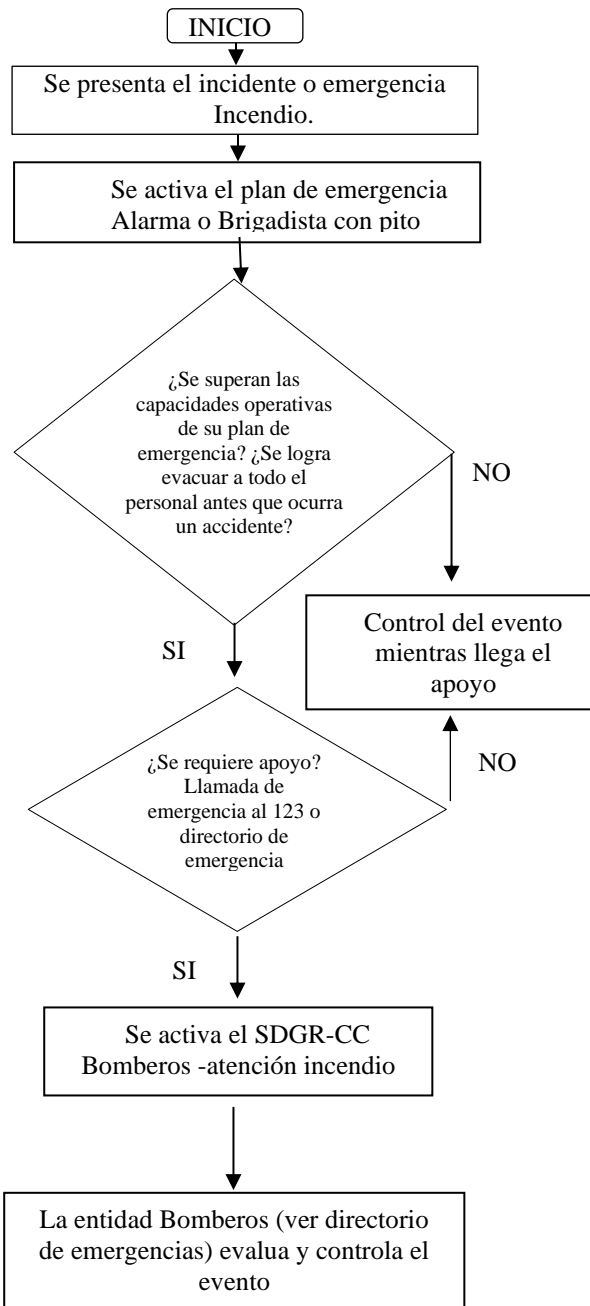 INICIO
Se presenta el incidente o emergencia
Incendio.
Se activa el plan de emergencia
Alarma o Brigadista con pito
¿Se superan las
capacidades operativas
de su plan de
emergencia? ¿Se logra
evacuar a todo el
personal antes que ocurra
un accidente?
NO
Control del evento
mientras llega el
apoyo
SI
¿Se requiere apoyo?
Llamada de
emergencia al 123 o
directorio de
emergencia
NO
SI
Se activa el SDGR-CC
Bomberos -atención incendio
La entidad Bomberos (ver directorio
de emergencias) evalua y controla el
evento